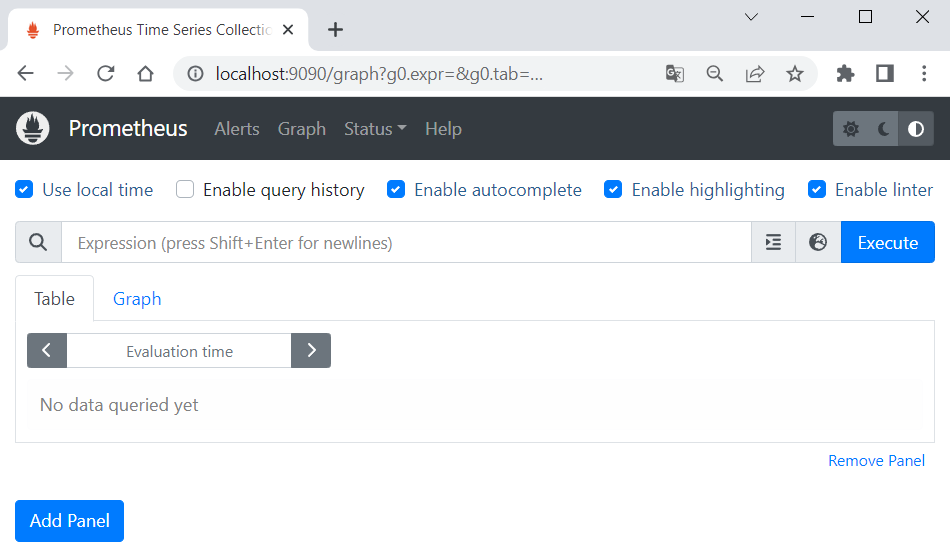 Prometheus Time Series Collectio
localhost:9090/graph?g0.expr=&g0.tab=...
Prometheus Alerts Graph Status Help
Use local time Enable query history Enable autocomplete Enable highlighting Enable linter
Expression (press Shift+Enter for newlines) Execute
Table Graph
Evaluation time
No data queried yet
Remove Panel
Add Panel